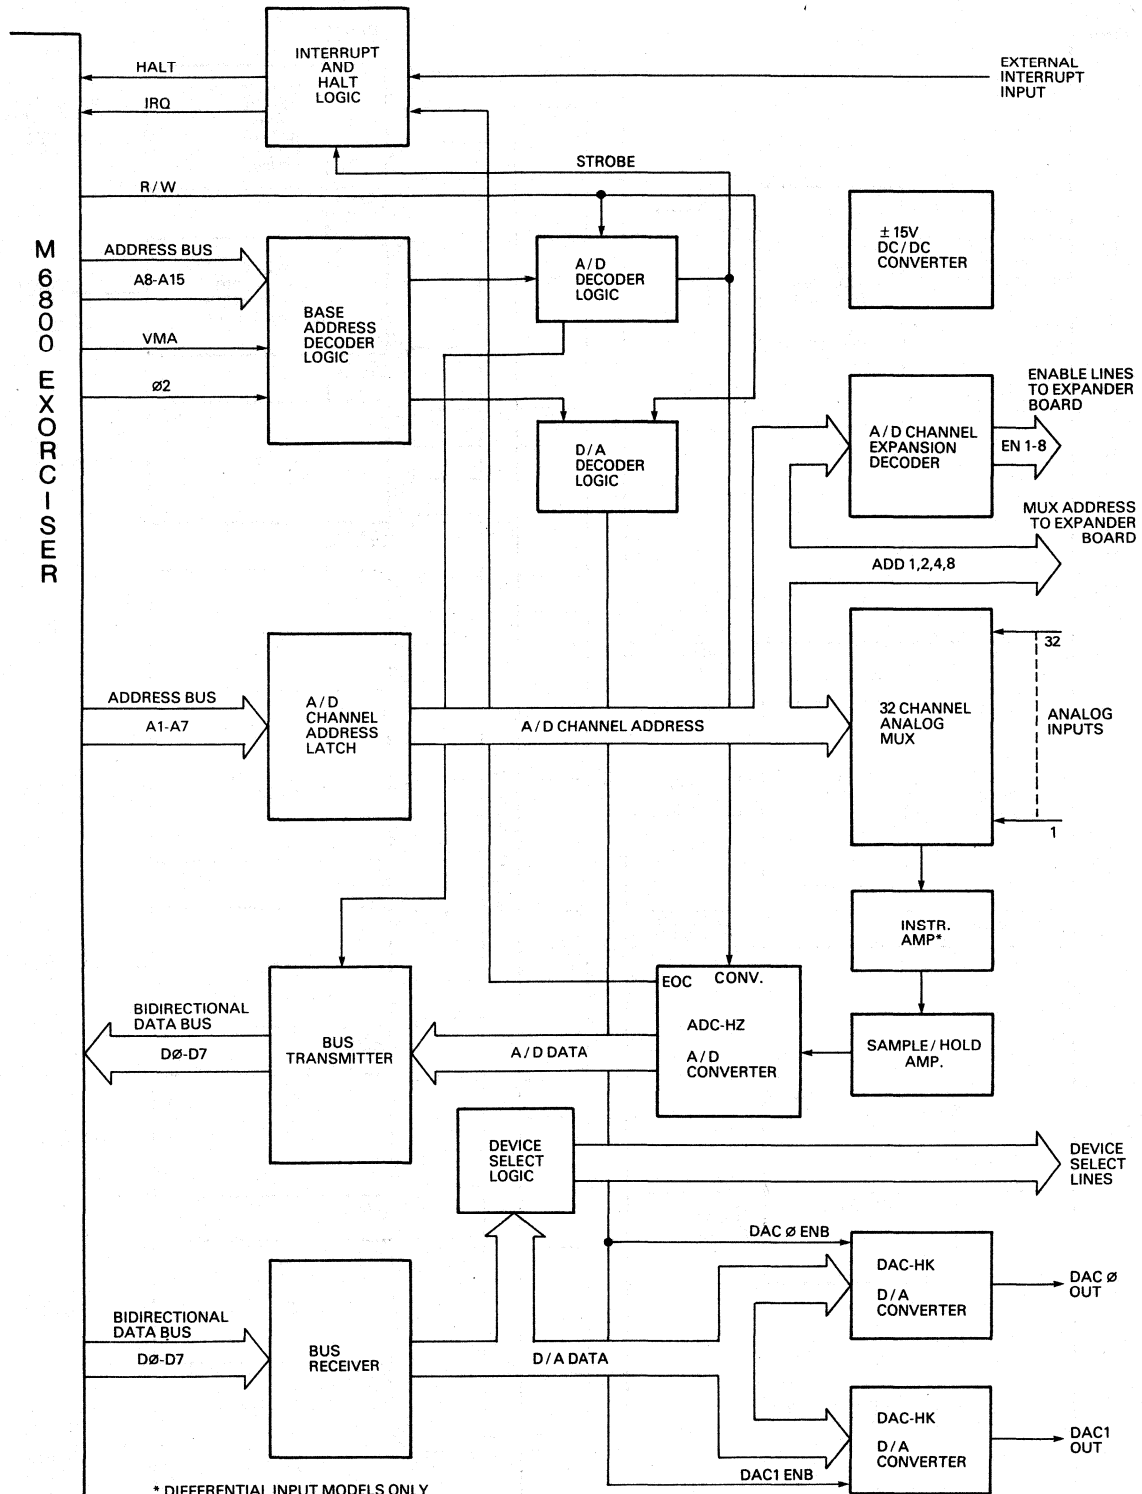 HALT
IRQ
INTERRUPT
AND
HALT
LOGIC
EXTERNAL
INTERRUPT
INPUT
STROBE
R/W
M6800 EXORCISER
ADDRESS BUS
A8-A15
VMA
Ø2
BASE
ADDRESS
DECODER
LOGIC
A/D
DECODER
LOGIC
± 15V
DC/DC
CONVERTER
D/A
DECODER
LOGIC
A/D CHANNEL
EXPANSION
DECODER
ENABLE LINES
TO EXPANDER
BOARD
EN 1-8
MUX ADDRESS
TO EXPANDER
BOARD
ADD 1,2,4,8
ADDRESS BUS
A1-A7
A/D
CHANNEL
ADDRESS
LATCH
A/D CHANNEL ADDRESS
32 CHANNEL
ANALOG
MUX
32
ANALOG
INPUTS
1
INSTR.
AMP*
BIDIRECTIONAL
DATA BUS
DØ-D7
BUS
TRANSMITTER
A/D DATA
EOC
CONV.
ADC-HZ
A/D
CONVERTER
SAMPLE/HOLD
AMP.
DEVICE
SELECT
LOGIC
DEVICE
SELECT
LINES
DAC Ø ENB
DAC-HK
D/A
CONVERTER
DAC Ø
OUT
BIDIRECTIONAL
DATA BUS
DØ-D7
BUS
RECEIVER
D/A DATA
DAC-HK
D/A
CONVERTER
DAC1
OUT
DAC1 ENB
* DIFFERENTIAL INPUT MODELS ONLY